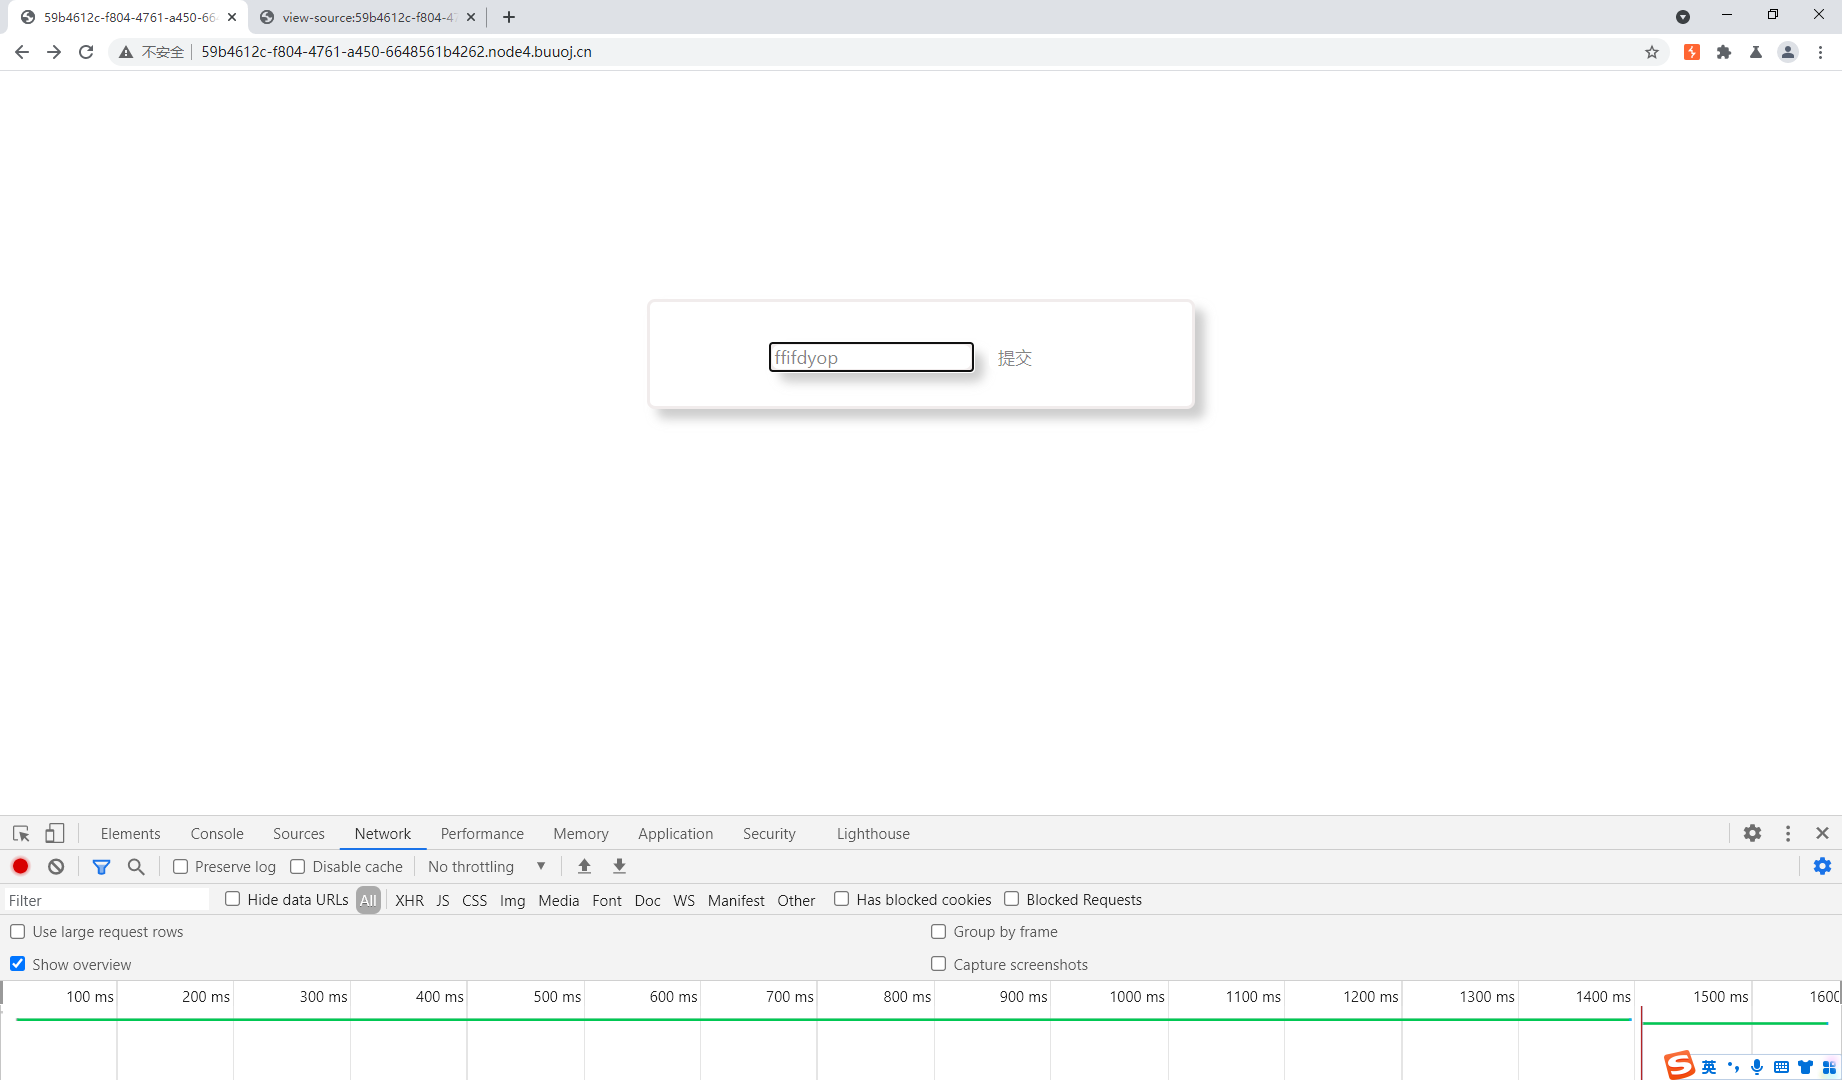 59b4612c-f804-4761-a450-66
view-source:59b4612c-f804-47
不安全
59b4612c-f804-4761-a450-6648561b4262.node4.buuoj.cn
ffifdyop 提交
Elements Console Sources Network Performance Memory Application Security Lighthouse
Preserve log Disable cache No throttling
Filter Hide data URLs All XHR JS CSS Img Media Font Doc WS Manifest Other Has blocked cookies Blocked Requests
Use large request rows Group by frame
Show overview Capture screenshots
100 ms 200 ms 300 ms 400 ms 500 ms 600 ms 700 ms 800 ms 900 ms 1000 ms 1100 ms 1200 ms 1300 ms 1400 ms 1500 ms 1600
S 英